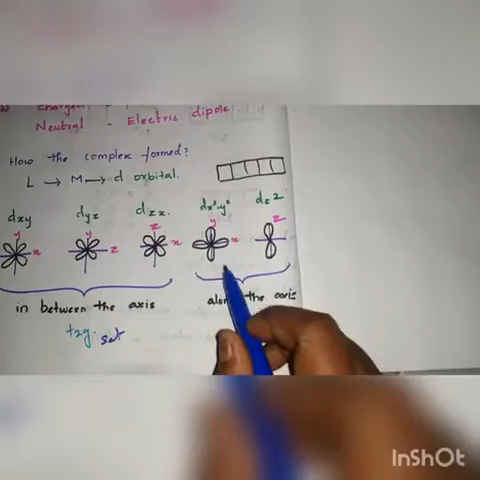 Neutral - Electric dipole
How the complex formed?
L → M → d orbital.
dxy dyz dzx. dx²-y² dz2
y y z y z
x z x x
in between the axis
the axis
t2g. set
InShOt